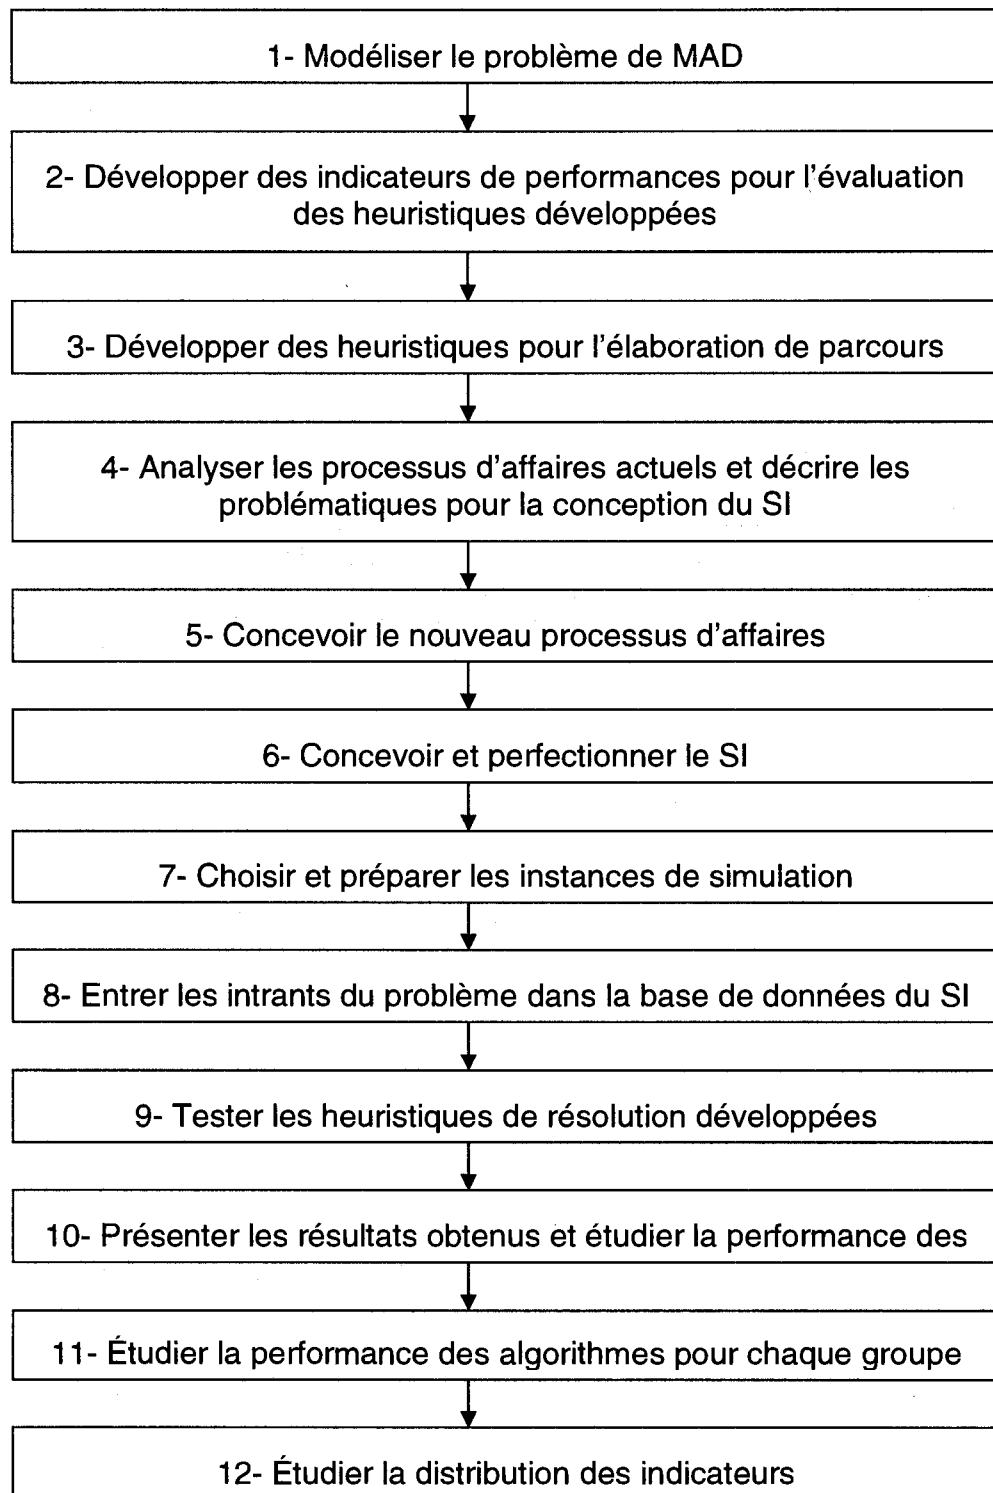 1- Modéliser le problème de MAD
2- Développer des indicateurs de performances pour l'évaluation
des heuristiques développées
3- Développer des heuristiques pour l'élaboration de parcours
4- Analyser les processus d'affaires actuels et décrire les
problématiques pour la conception du SI
5- Concevoir le nouveau processus d'affaires
6- Concevoir et perfectionner le SI
7- Choisir et préparer les instances de simulation
8- Entrer les intrants du problème dans la base de données du SI
9- Tester les heuristiques de résolution développées
10- Présenter les résultats obtenus et étudier la performance des
11- Étudier la performance des algorithmes pour chaque groupe
12- Étudier la distribution des indicateurs